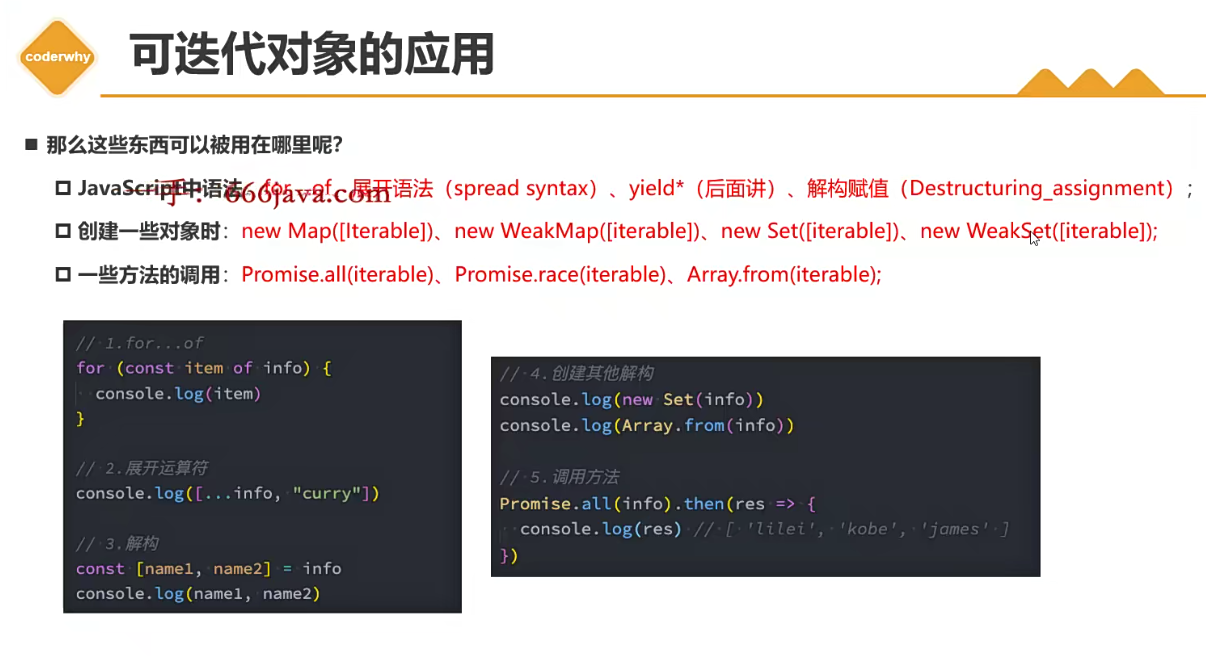 coderwhy
可迭代对象的应用
那么这些东西可以被用在哪里呢?
JavaScript中语法:for...of、展开语法（spread syntax）、yield*（后面讲）、解构赋值（Destructuring_assignment）;
一手：666java.com
创建一些对象时：new Map([Iterable])、new WeakMap([iterable])、new Set([iterable])、new WeakSet([iterable]);
一些方法的调用：Promise.all(iterable)、Promise.race(iterable)、Array.from(iterable);
// 1.for...of
for (const item of info) {
console.log(item)
}
// 2.展开运算符
console.log([...info, "curry"])
// 3.解构
const [name1, name2] = info
console.log(name1, name2)
// 4.创建其他解构
console.log(new Set(info))
console.log(Array.from(info))
// 5.调用方法
Promise.all(info).then(res => {
console.log(res) // [ 'lilei', 'kobe', 'james' ]
})